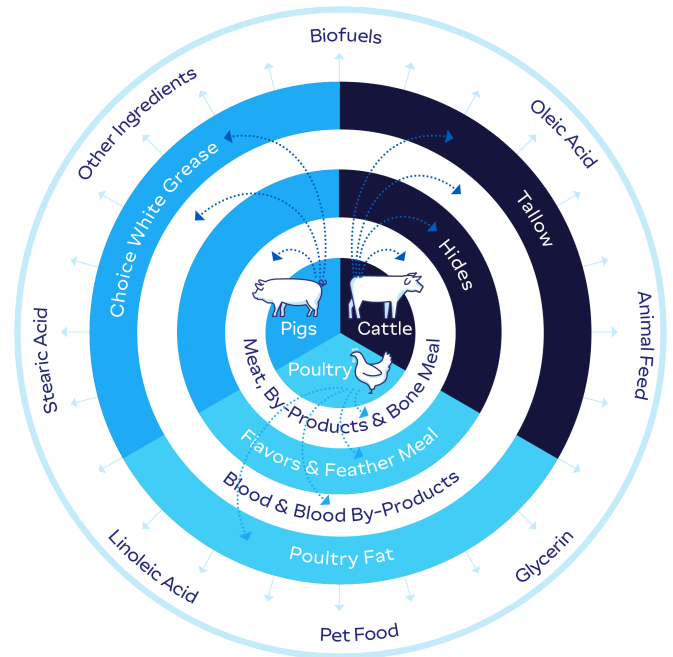 Biofuels
Oleic Acid
Animal Feed
Glycerin
Pet Food
Linoleic Acid
Stearic Acid
Other Ingredients
Choice White Grease
Tallow
Hides
Pigs
Cattle
Poultry
Meat, By-Products & Bone Meal
Flavors & Feather Meal
Blood & Blood By-Products
Poultry Fat